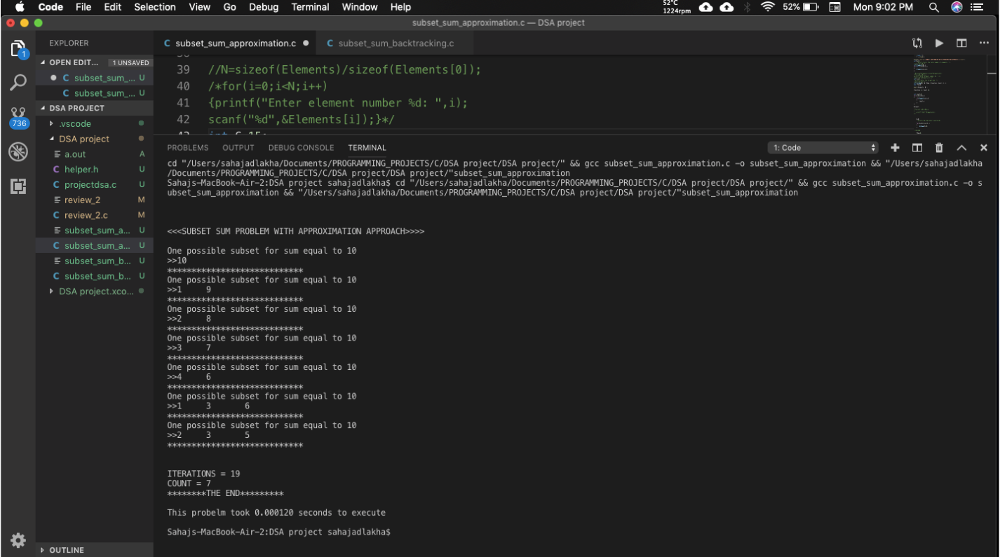 Code File Edit Selection View Go Debug Terminal Window Help
52°C
1224rpm
52%
Mon 9:02 PM
subset_sum_approximation.c — DSA project
EXPLORER
OPEN EDIT... 1 UNSAVED
C subset_sum_... U
C subset_sum_... U
DSA PROJECT
.vscode
DSA project
a.out A
C helper.h U
C projectdsa.c U
review_2 M
C review_2.c M
subset_sum_a... U
C subset_sum_a... U
subset_sum_b... U
C subset_sum_b... U
DSA project.xco...
OUTLINE
1
736
C subset_sum_approximation.c
C subset_sum_backtracking.c
39 //N=sizeof(Elements)/sizeof(Elements[0]);
40 /*for(i=0;i<N;i++)
41 {printf("Enter element number %d: ",i);
42 scanf("%d",&Elements[i]);}*/
PROBLEMS OUTPUT DEBUG CONSOLE TERMINAL
1: Code
cd "/Users/sahajadlakha/Documents/PROGRAMMING_PROJECTS/C/DSA project/DSA project/" && gcc subset_sum_approximation.c -o subset_sum_approximation && "/Users/sahajadlakha
/Documents/PROGRAMMING_PROJECTS/C/DSA project/DSA project/"subset_sum_approximation
Sahajs-MacBook-Air-2:DSA project sahajadlakha$ cd "/Users/sahajadlakha/Documents/PROGRAMMING_PROJECTS/C/DSA project/DSA project/" && gcc subset_sum_approximation.c -o s
ubset_sum_approximation && "/Users/sahajadlakha/Documents/PROGRAMMING_PROJECTS/C/DSA project/DSA project/"subset_sum_approximation
<<<SUBSET SUM PROBLEM WITH APPROXIMATION APPROACH>>>>
One possible subset for sum equal to 10
>>10
****************************
One possible subset for sum equal to 10
>>1 9
****************************
One possible subset for sum equal to 10
>>2 8
****************************
One possible subset for sum equal to 10
>>3 7
****************************
One possible subset for sum equal to 10
>>4 6
****************************
One possible subset for sum equal to 10
>>1 3 6
****************************
One possible subset for sum equal to 10
>>2 3 5
****************************
ITERATIONS = 19
COUNT = 7
********THE END*********
This probelm took 0.000120 seconds to execute
Sahajs-MacBook-Air-2:DSA project sahajadlakha$